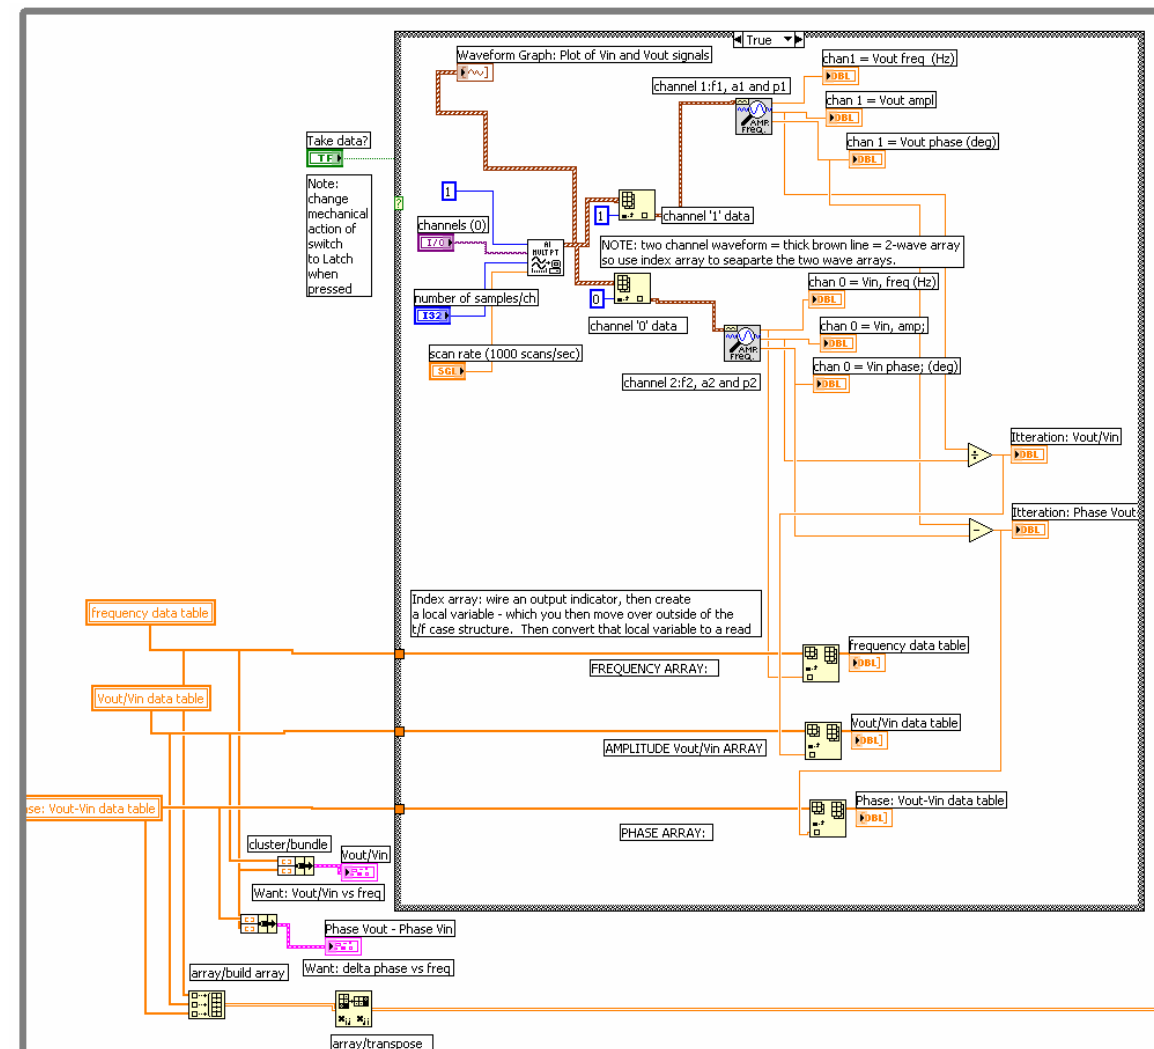 True
Waveform Graph: Plot of Vin and Vout signals
chan1 = Vout freq (Hz)
DBL
channel 1:f1, a1 and p1
chan 1 = Vout ampl
DBL
AMP.
Freq.
Take data?
TF
chan 1 = Vout phase (deg)
DBL
Note:
change
mechanical
action of
switch
to Latch
when
pressed
?
1
channels (0)
I/O
1
channel '1' data
AI
MULT PT
NOTE: two channel waveform = thick brown line = 2-wave array
so use index array to seaparte the two wave arrays.
number of samples/ch
I32
0
chan 0 = Vin, freq (Hz)
DBL
channel '0' data
chan 0 = Vin, amp;
DBL
AMP.
Freq.
scan rate (1000 scans/sec)
SGL
chan 0 = Vin phase; (deg)
DBL
channel 2:f2, a2 and p2
Itteration: Vout/Vin
÷
DBL
Itteration: Phase Vout-
-
DBL
Index array: wire an output indicator, then create
a local variable - which you then move over outside of the
t/f case structure. Then convert that local variable to a read
frequency data table
frequency data table
DBL
FREQUENCY ARRAY:
Vout/Vin data table
Vout/Vin data table
DBL
AMPLITUDE Vout/Vin ARRAY
se: Vout-Vin data table
Phase: Vout-Vin data table
DBL
PHASE ARRAY:
cluster/bundle
Vout/Vin
Want: Vout/Vin vs freq
Phase Vout - Phase Vin
Want: delta phase vs freq
array/build array
array/transpose